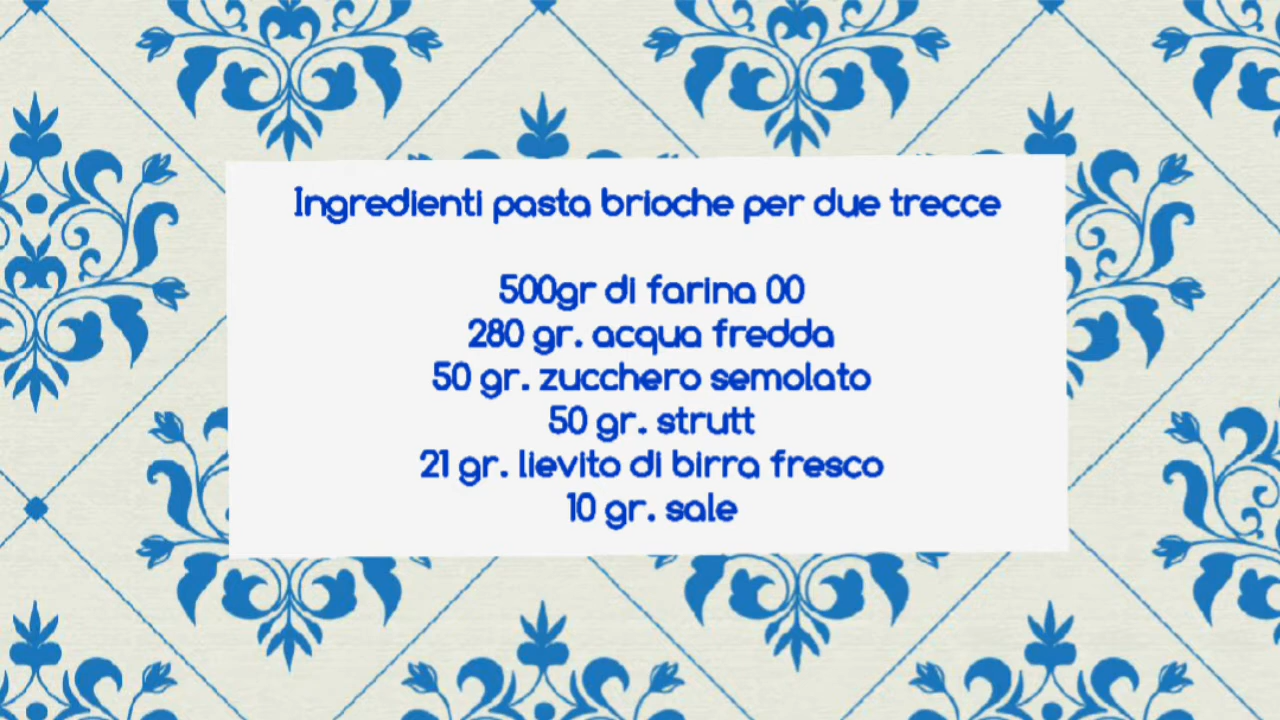 Ingredienti pasta brioche per due trecce
500gr di farina 00
280 gr. acqua fredda
50 gr. zucchero semolato
50 gr. strutt
21 gr. lievito di birra fresco
10 gr. sale